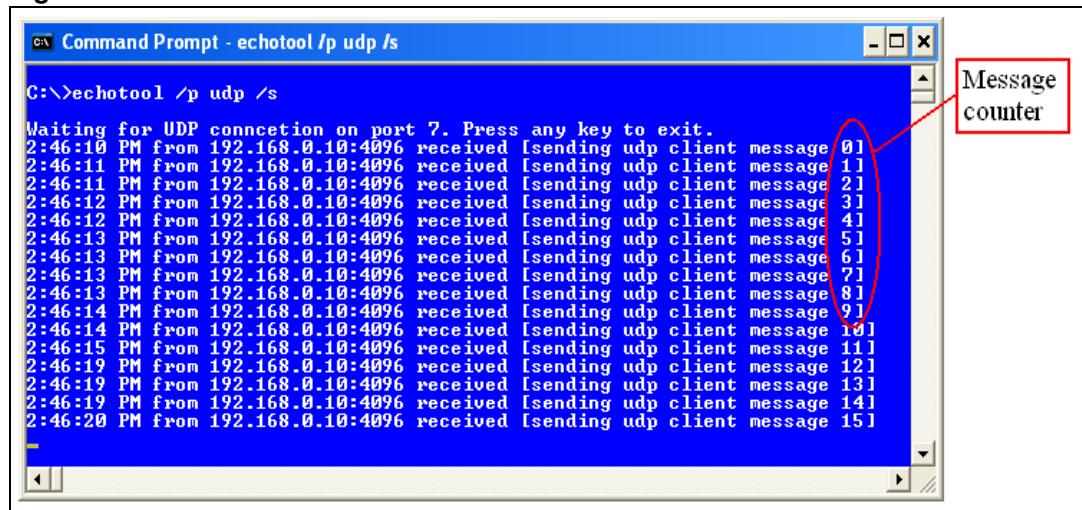 Command Prompt - echotool /p udp /s
C:\>echotool /p udp /s
Waiting for UDP conncetion on port 7. Press any key to exit.
2:46:10 PM from 192.168.0.10:4096 received [sending udp client message 0]
2:46:11 PM from 192.168.0.10:4096 received [sending udp client message 1]
2:46:11 PM from 192.168.0.10:4096 received [sending udp client message 2]
2:46:12 PM from 192.168.0.10:4096 received [sending udp client message 3]
2:46:12 PM from 192.168.0.10:4096 received [sending udp client message 4]
2:46:13 PM from 192.168.0.10:4096 received [sending udp client message 5]
2:46:13 PM from 192.168.0.10:4096 received [sending udp client message 6]
2:46:13 PM from 192.168.0.10:4096 received [sending udp client message 7]
2:46:13 PM from 192.168.0.10:4096 received [sending udp client message 8]
2:46:14 PM from 192.168.0.10:4096 received [sending udp client message 9]
2:46:14 PM from 192.168.0.10:4096 received [sending udp client message 10]
2:46:15 PM from 192.168.0.10:4096 received [sending udp client message 11]
2:46:19 PM from 192.168.0.10:4096 received [sending udp client message 12]
2:46:19 PM from 192.168.0.10:4096 received [sending udp client message 13]
2:46:19 PM from 192.168.0.10:4096 received [sending udp client message 14]
2:46:20 PM from 192.168.0.10:4096 received [sending udp client message 15]
Message
counter